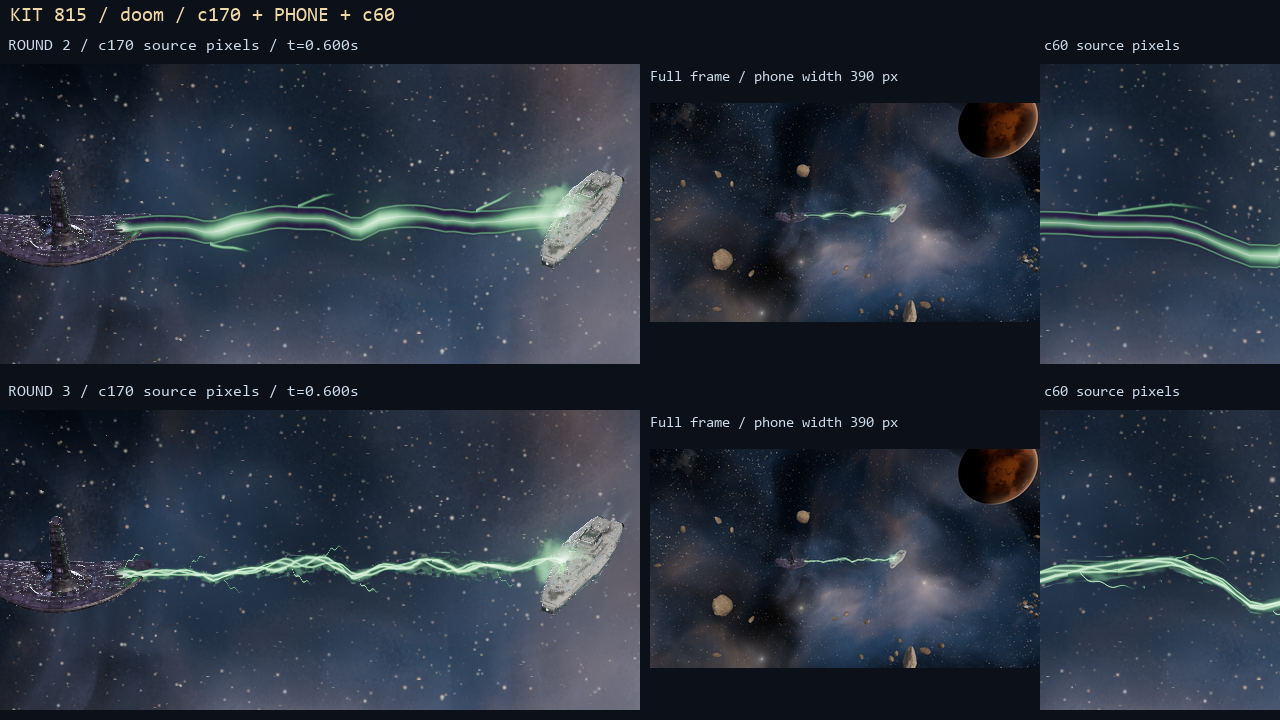 KIT 815 / doom / c170 + PHONE + c60
ROUND 2 / c170 source pixels / t=0.600s
Full frame / phone width 390 px
c60 source pixels
ROUND 3 / c170 source pixels / t=0.600s
Full frame / phone width 390 px
c60 source pixels